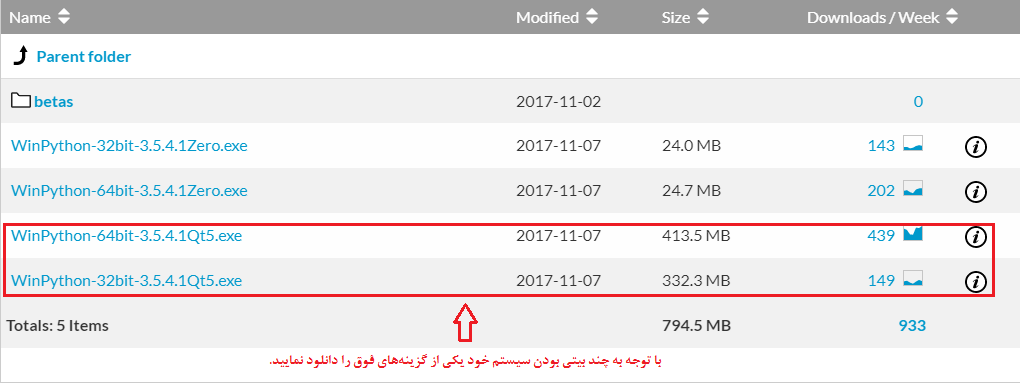 Name Modified Size Downloads / Week
Parent folder
betas 2017-11-02 0
WinPython-32bit-3.5.4.1Zero.exe 2017-11-07 24.0 MB 143 i
WinPython-64bit-3.5.4.1Zero.exe 2017-11-07 24.7 MB 202 i
WinPython-64bit-3.5.4.1Qt5.exe 2017-11-07 413.5 MB 439 i
WinPython-32bit-3.5.4.1Qt5.exe 2017-11-07 332.3 MB 149 i
Totals: 5 Items 794.5 MB 933
با توجه به چند بیتی بودن سیستم خود یکی از گزینه‌های فوق را دانلود نمایید.